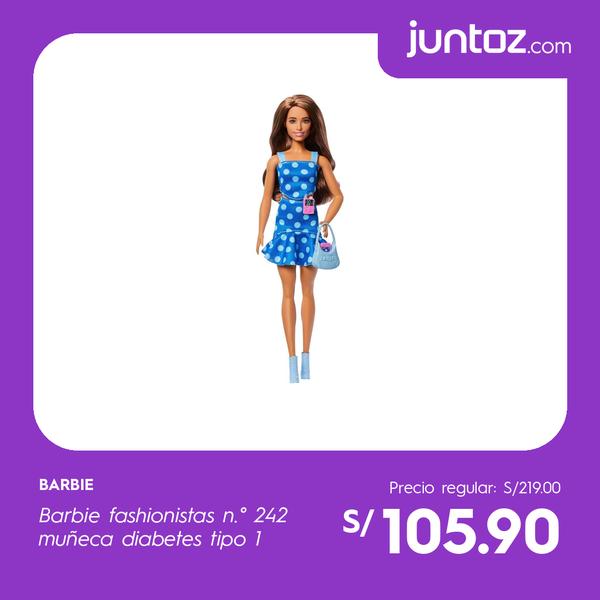 juntoz.com
BARBIE
Barbie fashionistas n.° 242
muñeca diabetes tipo 1
Precio regular: S/219.00
S/105.90